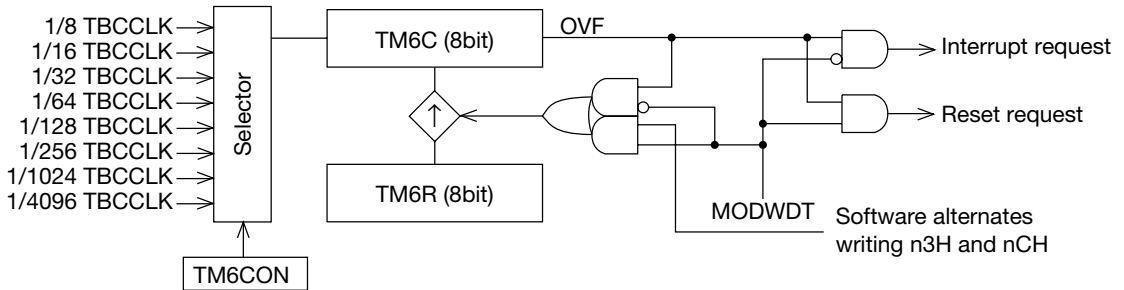 1/8 TBCCLK
1/16 TBCCLK
1/32 TBCCLK
1/64 TBCCLK
1/128 TBCCLK
1/256 TBCCLK
1/1024 TBCCLK
1/4096 TBCCLK
Selector
TM6CON
TM6C (8bit)
TM6R (8bit)
OVF
MODWDT
Interrupt request
Reset request
Software alternates
writing n3H and nCH